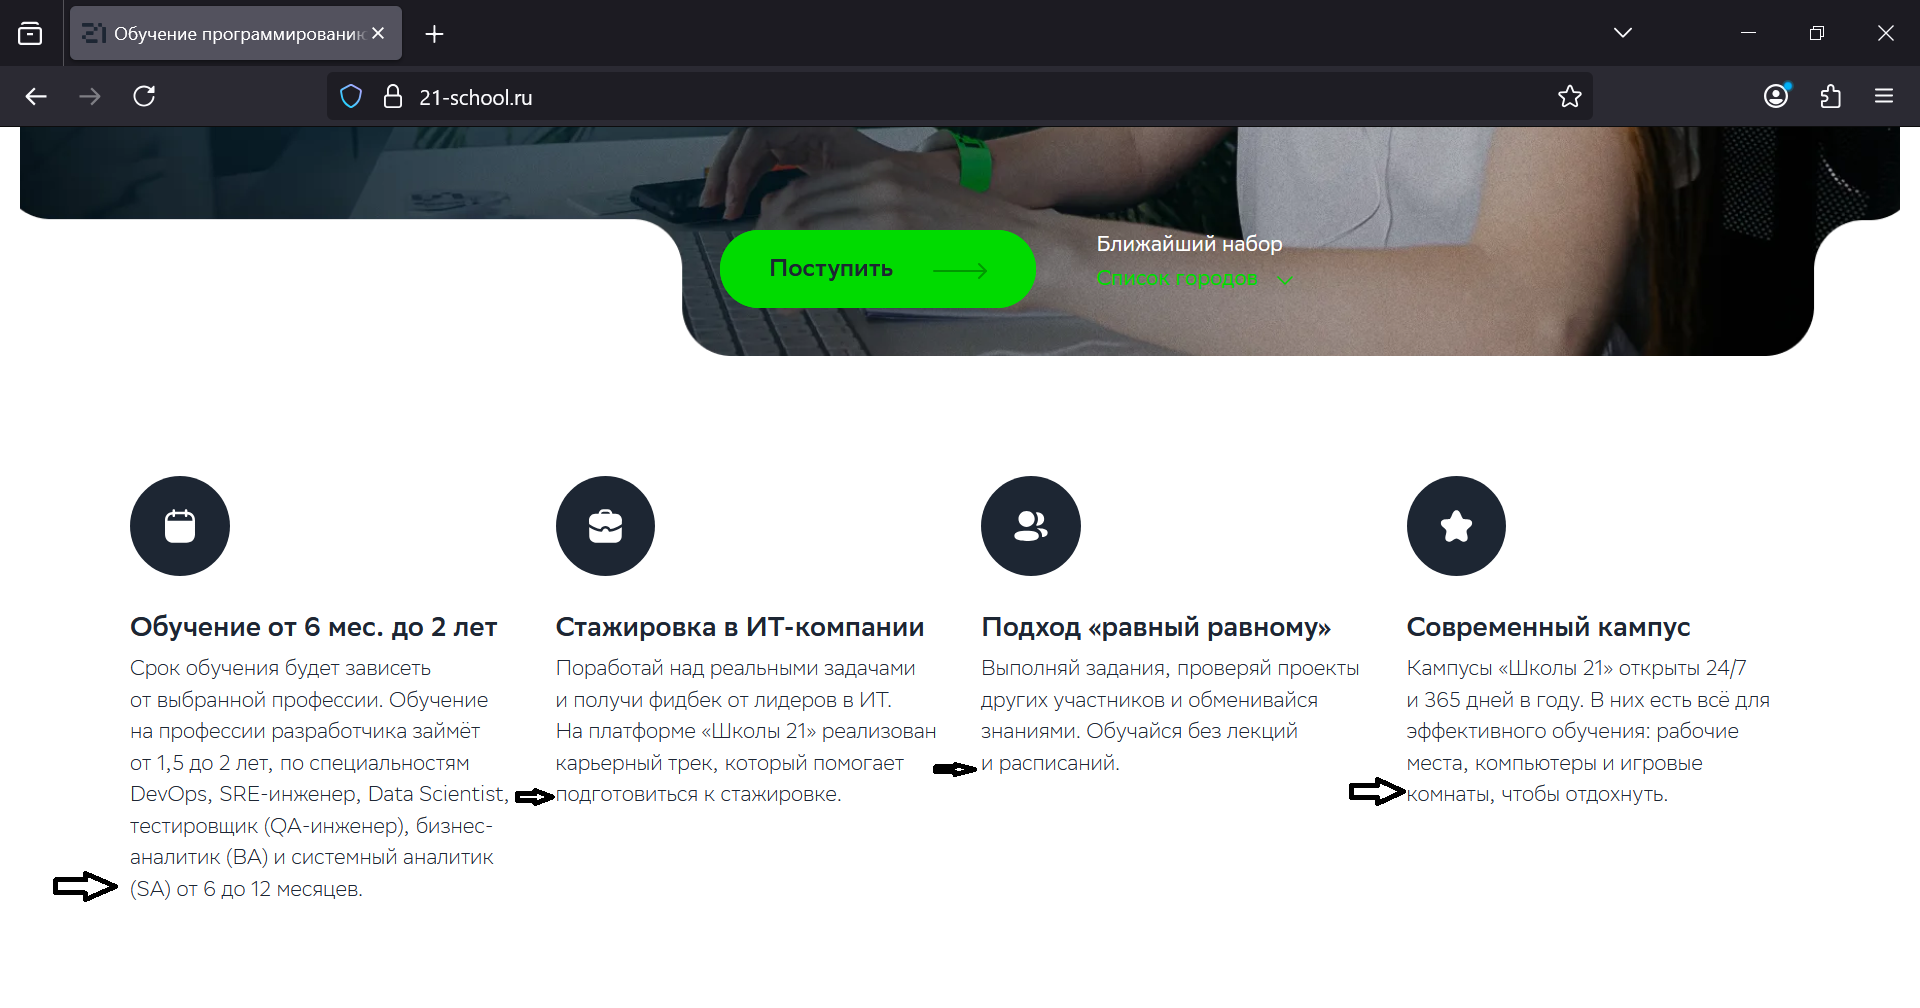 Обучение программировани
21-school.ru
Поступить
Ближайший набор
Список городов
Обучение от 6 мес. до 2 лет
Срок обучения будет зависеть
от выбранной профессии. Обучение
на профессии разработчика займёт
от 1,5 до 2 лет, по специальностям
DevOps, SRE-инженер, Data Scientist,
тестировщик (QA-инженер), бизнес-
аналитик (BA) и системный аналитик
(SA) от 6 до 12 месяцев.
Стажировка в ИТ-компании
Поработай над реальными задачами
и получи фидбек от лидеров в ИТ.
На платформе «Школы 21» реализован
карьерный трек, который помогает
подготовиться к стажировке.
Подход «равный равному»
Выполняй задания, проверяй проекты
других участников и обменивайся
знаниями. Обучайся без лекций
и расписаний.
Современный кампус
Кампусы «Школы 21» открыты 24/7
и 365 дней в году. В них есть всё для
эффективного обучения: рабочие
места, компьютеры и игровые
комнаты, чтобы отдохнуть.